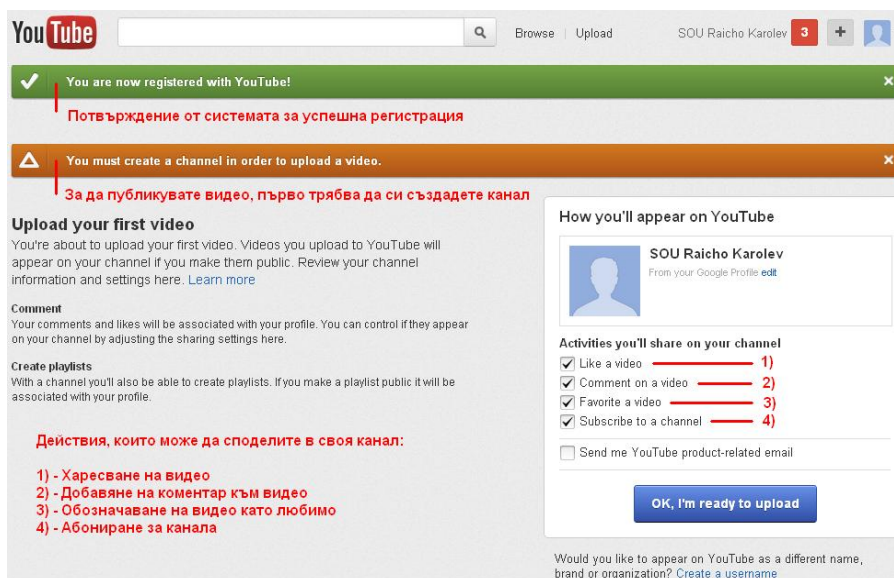 YouTube
Browse
Upload
SOU Raicho Karolev
3
+
You are now registered with YouTube!
Потвърждение от системата за успешна регистрация
You must create a channel in order to upload a video.
За да публикувате видео, първо трябва да си създадете канал
Upload your first video
You're about to upload your first video. Videos you upload to YouTube will
appear on your channel if you make them public. Review your channel
information and settings here. Learn more
Comment
Your comments and likes will be associated with your profile. You can control if they appear
on your channel by adjusting the sharing settings here.
Create playlists
With a channel you'll also be able to create playlists. If you make a playlist public it will be
associated with your profile.
Действия, които може да споделите в своя канал:
1) - Харесване на видео
2) - Добавяне на коментар към видео
3) - Обозначаване на видео като любимо
4) - Абониране за канала
How you'll appear on YouTube
SOU Raicho Karolev
From your Google Profile edit
Activities you'll share on your channel
Like a video 1)
Comment on a video 2)
Favorite a video 3)
Subscribe to a channel 4)
Send me YouTube product-related email
OK, I'm ready to upload
Would you like to appear on YouTube as a different name,
brand or organization? Create a username